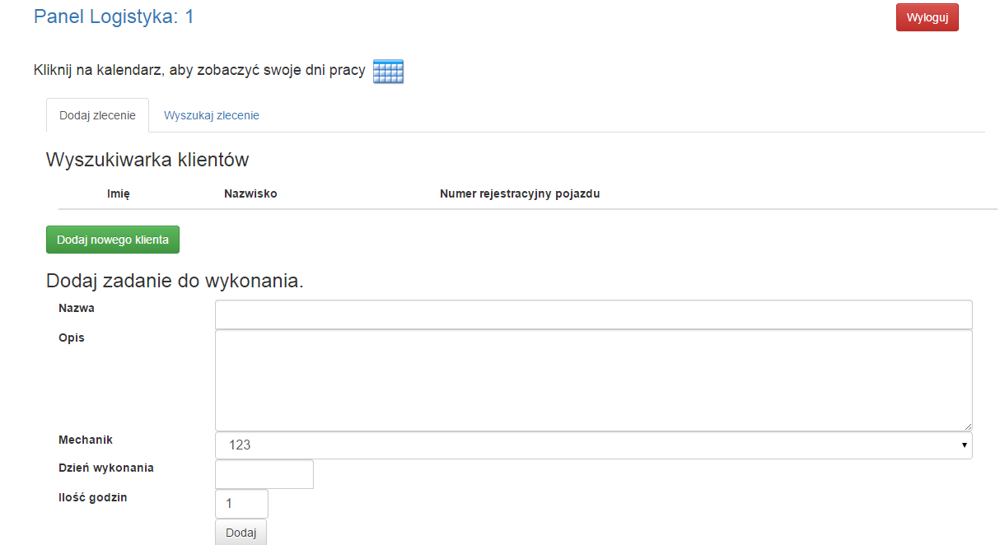 Panel Logistyka: 1 Wyloguj
Kliknij na kalendarz, aby zobaczyć swoje dni pracy
Dodaj zlecenie Wyszukaj zlecenie
Wyszukiwarka klientów
Imię Nazwisko Numer rejestracyjny pojazdu
Dodaj nowego klienta
Dodaj zadanie do wykonania.
Nazwa
Opis
Mechanik 123
Dzień wykonania
Ilość godzin 1
Dodaj